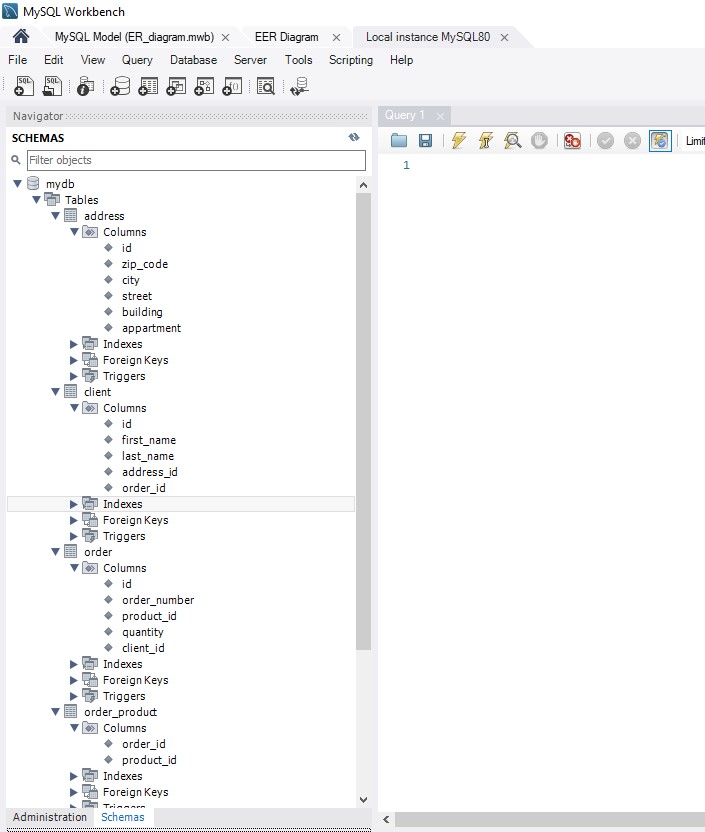 MySQL Workbench
MySQL Model (ER_diagram.mwb) EER Diagram Local instance MySQL80
File Edit View Query Database Server Tools Scripting Help
Navigator
SCHEMAS
Filter objects
mydb
Tables
address
Columns
id
zip_code
city
street
building
appartment
Indexes
Foreign Keys
Triggers
client
Columns
id
first_name
last_name
address_id
order_id
Indexes
Foreign Keys
Triggers
order
Columns
id
order_number
product_id
quantity
client_id
Indexes
Foreign Keys
Triggers
order_product
Columns
order_id
product_id
Indexes
Foreign Keys
Triggers
Administration Schemas
Query 1
Limit
1